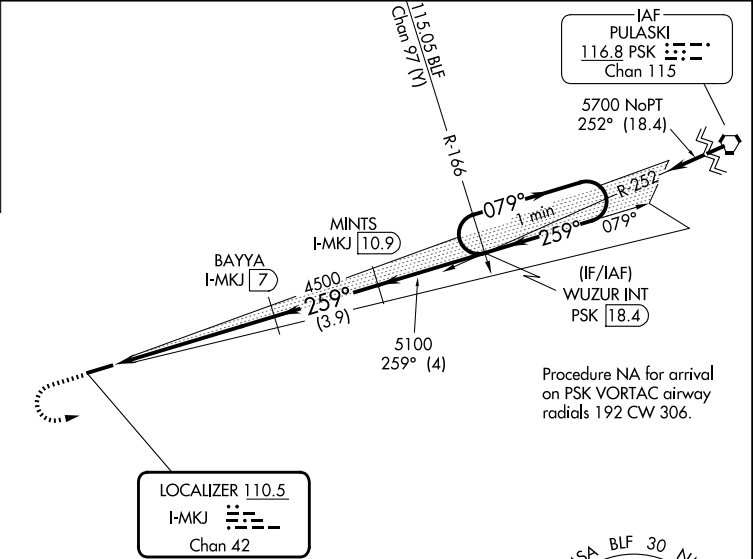 115.05 BLF
Chan 97 (Y)
R-166
IAF
PULASKI
116.8 PSK
Chan 115
5700 NoPT
252° (18.4)
R-252
079°
1 min
259°
079°
MINTS
I-MKJ 10.9
BAYYA
I-MKJ 7
4500
259°
(3.9)
(IF/IAF)
WUZUR INT
PSK 18.4
5100
259° (4)
Procedure NA for arrival
on PSK VORTAC airway
radials 192 CW 306.
LOCALIZER 110.5
I-MKJ
Chan 42
BLF 30